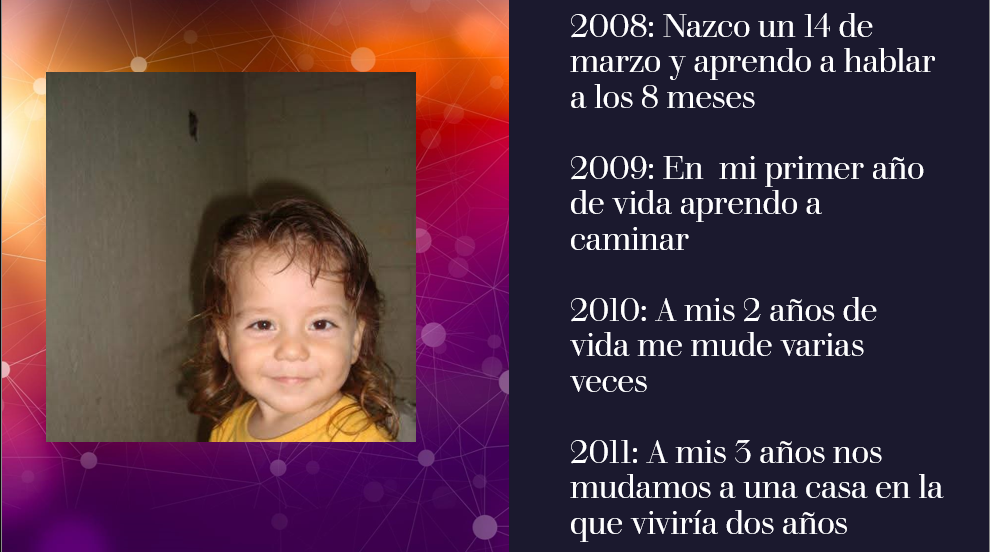 2008: Nazco un 14 de
marzo y aprendo a hablar
a los 8 meses
2009: En  mi primer año
de vida aprendo a
caminar
2010: A mis 2 años de
vida me mude varias
veces
2011: A mis 3 años nos
mudamos a una casa en la
que viviría dos años